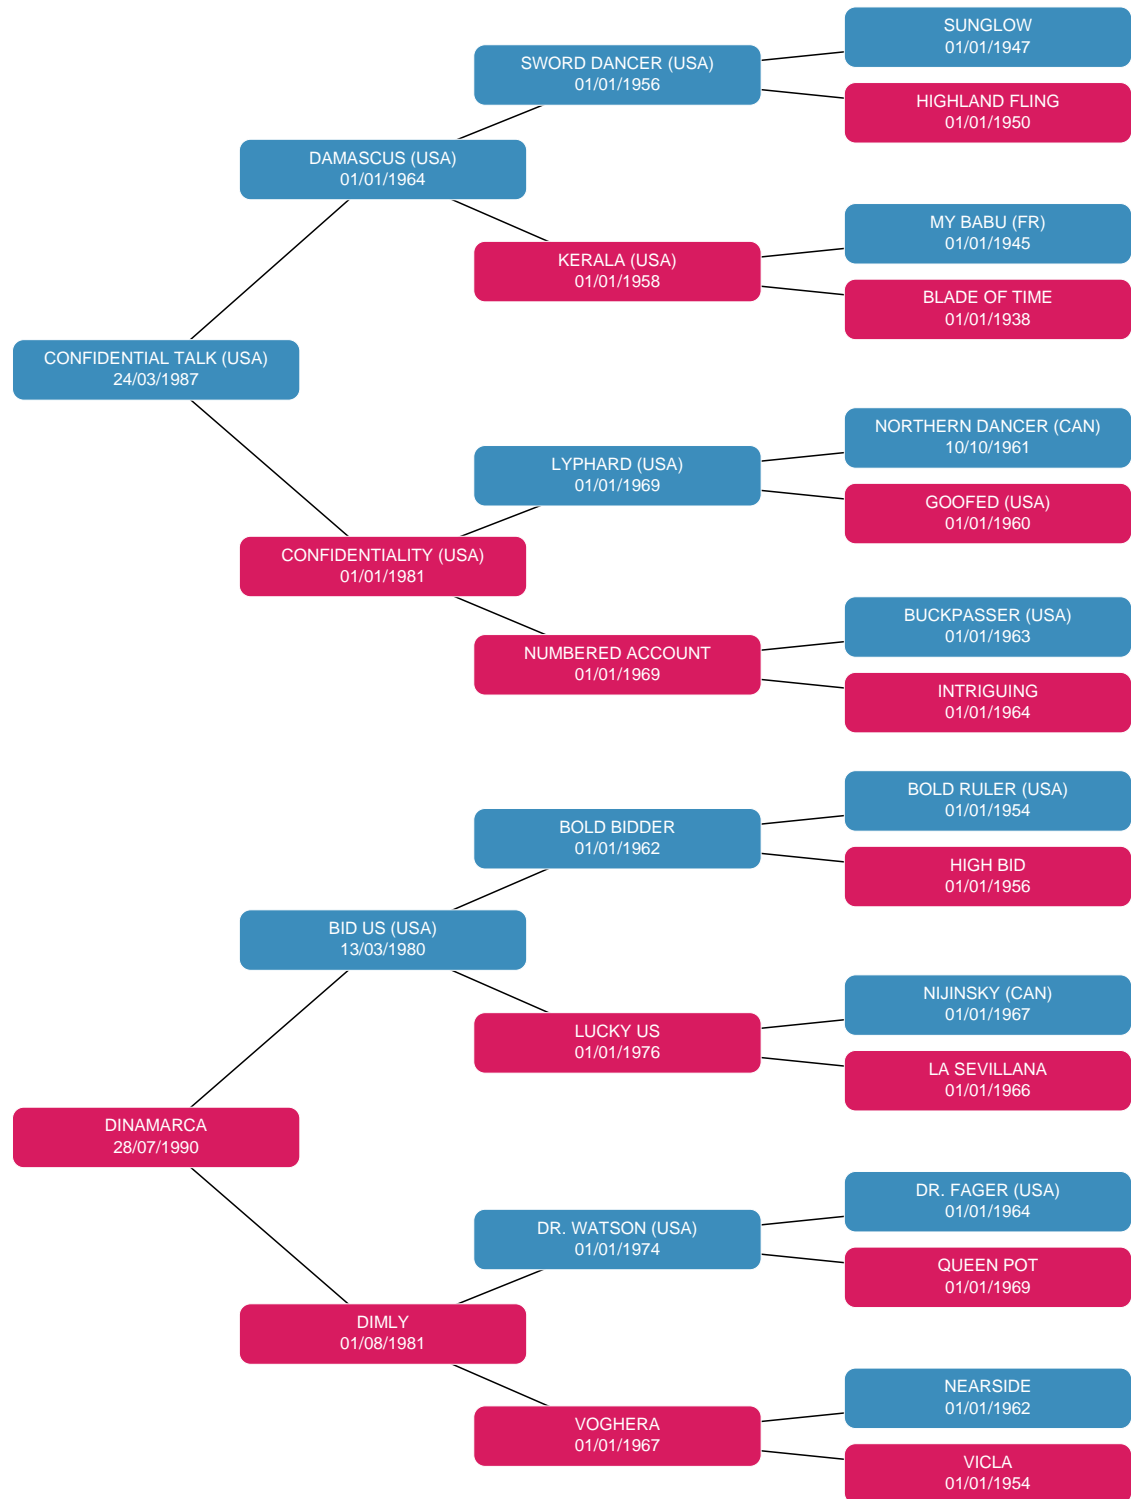 SUNGLOW
01/01/1947
SWORD DANCER (USA)
01/01/1956
HIGHLAND FLING
01/01/1950
DAMASCUS (USA)
01/01/1964
MY BABU (FR)
01/01/1945
KERALA (USA)
01/01/1958
BLADE OF TIME
01/01/1938
CONFIDENTIAL TALK (USA)
24/03/1987
NORTHERN DANCER (CAN)
10/10/1961
LYPHARD (USA)
01/01/1969
GOOFED (USA)
01/01/1960
CONFIDENTIALITY (USA)
01/01/1981
BUCKPASSER (USA)
01/01/1963
NUMBERED ACCOUNT
01/01/1969
INTRIGUING
01/01/1964
BOLD RULER (USA)
01/01/1954
BOLD BIDDER
01/01/1962
HIGH BID
01/01/1956
BID US (USA)
13/03/1980
NIJINSKY (CAN)
01/01/1967
LUCKY US
01/01/1976
LA SEVILLANA
01/01/1966
DINAMARCA
28/07/1990
DR. FAGER (USA)
01/01/1964
DR. WATSON (USA)
01/01/1974
QUEEN POT
01/01/1969
DIMLY
01/08/1981
NEARSIDE
01/01/1962
VOGHERA
01/01/1967
VICLA
01/01/1954